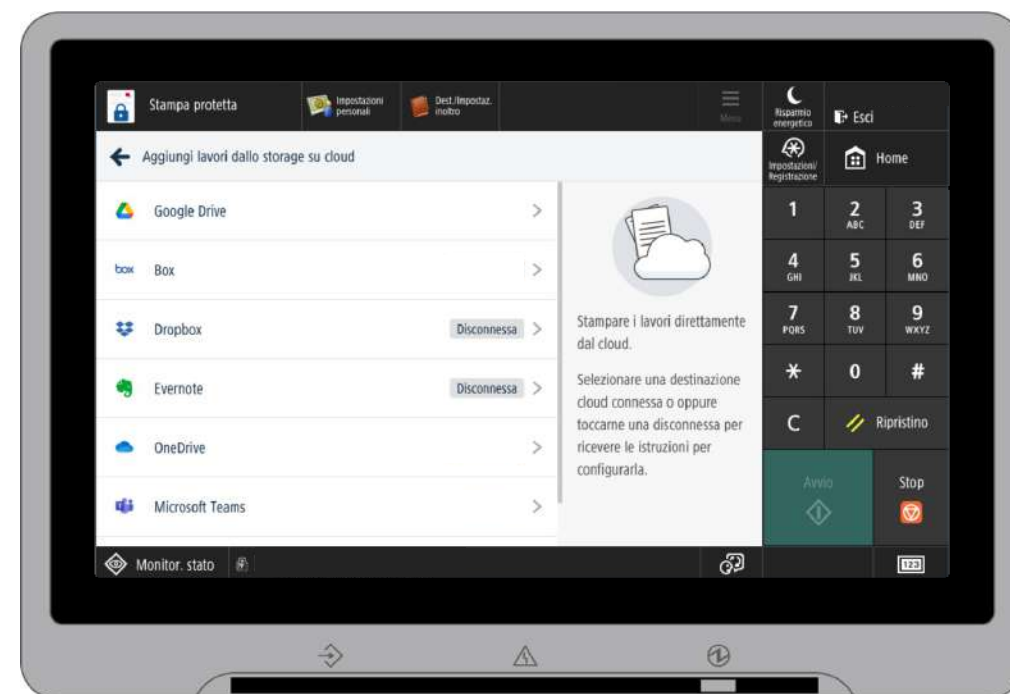 Stampa protetta
Impostazioni
personali
Dest./Impostaz.
inoltro
Menu
Risparmio
energetico
Esci
Aggiungi lavori dallo storage su cloud
Impostazioni/
Registrazione
Home
Google Drive
box Box
Dropbox Disconnessa
Evernote Disconnessa
OneDrive
Microsoft Teams
Stampare i lavori direttamente
dal cloud.
Selezionare una destinazione
cloud connessa o oppure
toccarne una disconnessa per
ricevere le istruzioni per
configurarla.
1 2 3
ABC DEF
4 5 6
GHI JKL MNO
7 8 9
PQRS TUV WXYZ
* 0 #
C Ripristino
Avvio Stop
Monitor. stato
123